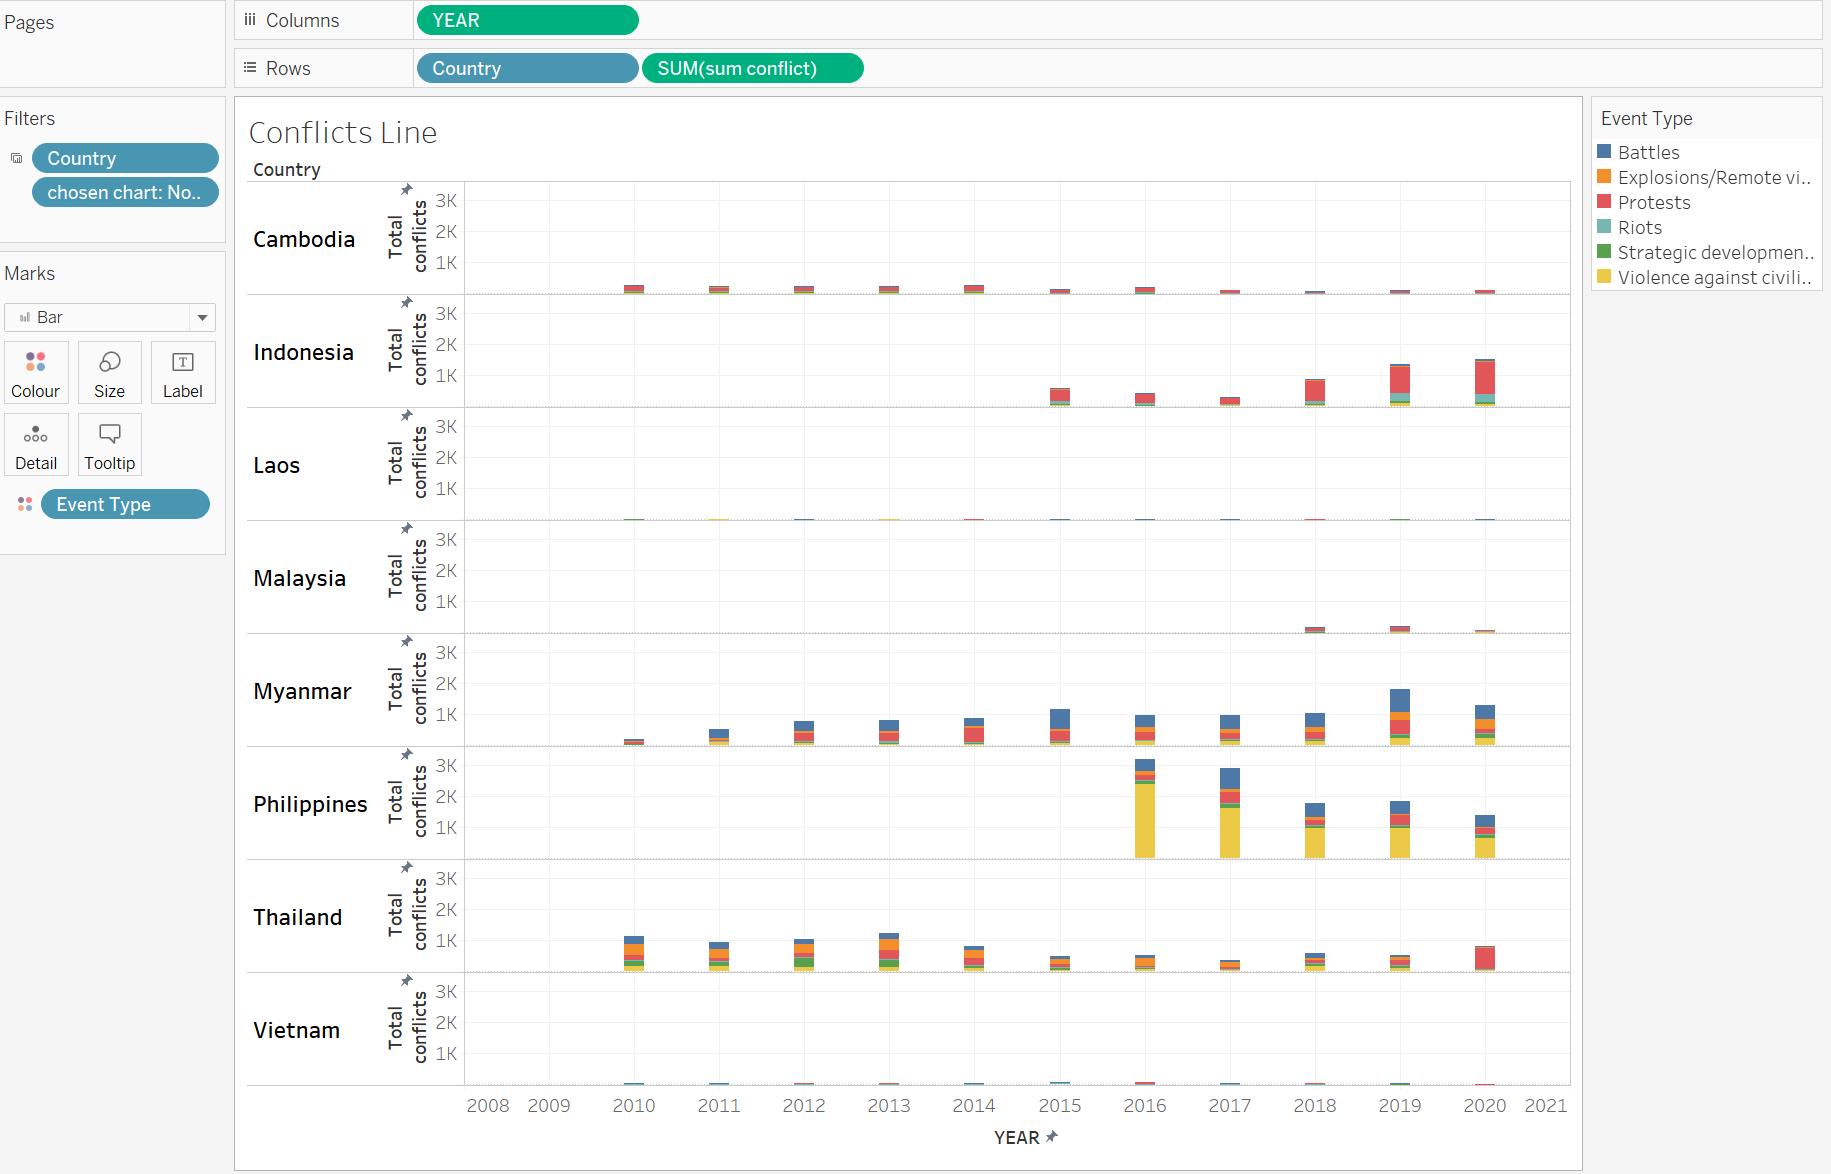 Pages
Columns
YEAR
Rows
Country
SUM(sum conflict)
Filters
Country
chosen chart: No..
Marks
Bar
Colour
Size
Label
Detail
Tooltip
Event Type
Conflicts Line
Country
Cambodia
Total
conflicts
3K
2K
1K
Indonesia
Total
conflicts
3K
2K
1K
Laos
Total
conflicts
3K
2K
1K
Malaysia
Total
conflicts
3K
2K
1K
Myanmar
Total
conflicts
3K
2K
1K
Philippines
Total
conflicts
3K
2K
1K
Thailand
Total
conflicts
3K
2K
1K
Vietnam
Total
conflicts
3K
2K
1K
2008 2009 2010 2011 2012 2013 2014 2015 2016 2017 2018 2019 2020 2021
YEAR
Event Type
Battles
Explosions/Remote vi..
Protests
Riots
Strategic developmen..
Violence against civili..